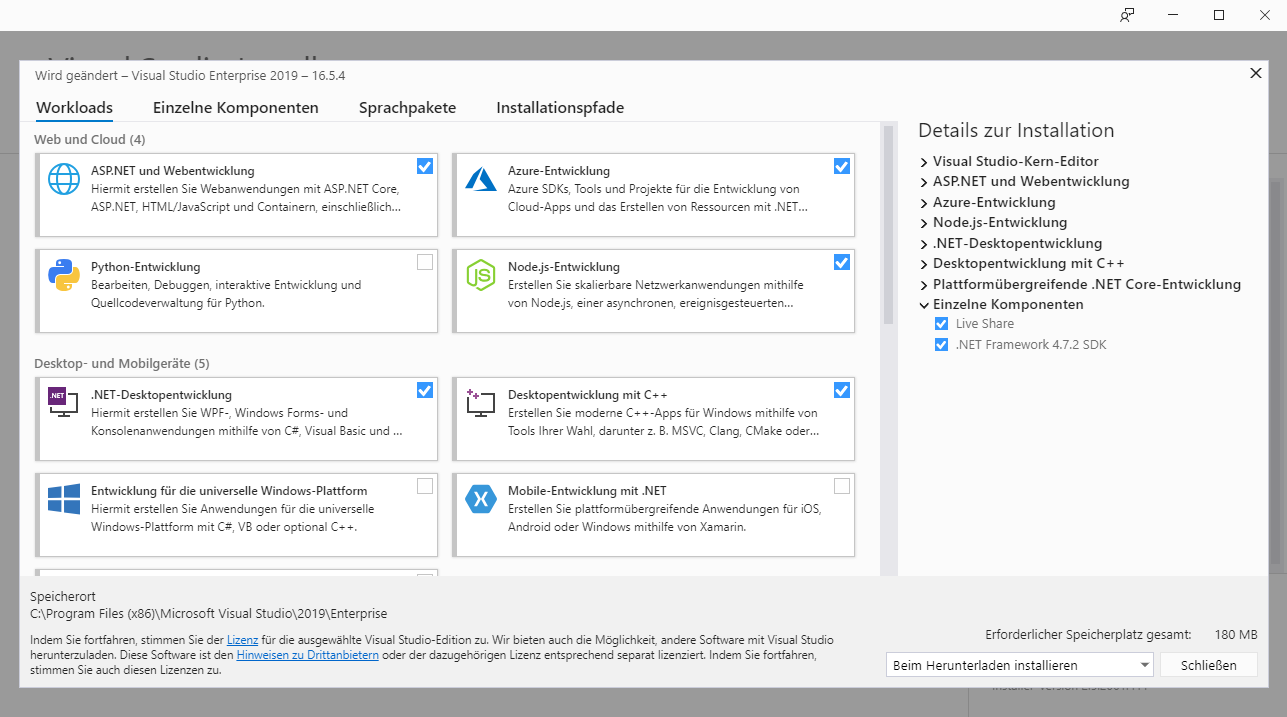 Wird geändert – Visual Studio Enterprise 2019 – 16.5.4
Workloads
Einzelne Komponenten
Sprachpakete
Installationspfade
Web und Cloud (4)
ASP.NET und Webentwicklung
Hiermit erstellen Sie Webanwendungen mit ASP.NET Core,
ASP.NET, HTML/JavaScript und Containern, einschließlich...
Azure-Entwicklung
Azure SDKs, Tools und Projekte für die Entwicklung von
Cloud-Apps und das Erstellen von Ressourcen mit .NET...
Python-Entwicklung
Bearbeiten, Debuggen, interaktive Entwicklung und
Quellcodeverwaltung für Python.
JS
Node.js-Entwicklung
Erstellen Sie skalierbare Netzwerkanwendungen mithilfe
von Node.js, einer asynchronen, ereignisgesteuerten...
Desktop- und Mobilgeräte (5)
.NET
.NET-Desktopentwicklung
Hiermit erstellen Sie WPF-, Windows Forms- und
Konsolenanwendungen mithilfe von C#, Visual Basic und ...
Desktopentwicklung mit C++
Erstellen Sie moderne C++-Apps für Windows mithilfe von
Tools Ihrer Wahl, darunter z. B. MSVC, Clang, CMake oder...
Entwicklung für die universelle Windows-Plattform
Hiermit erstellen Sie Anwendungen für die universelle
Windows-Plattform mit C#, VB oder optional C++.
Mobile-Entwicklung mit .NET
Erstellen Sie plattformübergreifende Anwendungen für iOS,
Android oder Windows mithilfe von Xamarin.
Details zur Installation
Visual Studio-Kern-Editor
ASP.NET und Webentwicklung
Azure-Entwicklung
Node.js-Entwicklung
.NET-Desktopentwicklung
Desktopentwicklung mit C++
Plattformübergreifende .NET Core-Entwicklung
Einzelne Komponenten
Live Share
.NET Framework 4.7.2 SDK
Speicherort
C:\Program Files (x86)\Microsoft Visual Studio\2019\Enterprise
Indem Sie fortfahren, stimmen Sie der Lizenz für die ausgewählte Visual Studio-Edition zu. Wir bieten auch die Möglichkeit, andere Software mit Visual Studio
herunterzuladen. Diese Software ist den Hinweisen zu Drittanbietern oder der dazugehörigen Lizenz entsprechend separat lizenziert. Indem Sie fortfahren,
stimmen Sie auch diesen Lizenzen zu.
Erforderlicher Speicherplatz gesamt: 180 MB
Beim Herunterladen installieren
Schließen